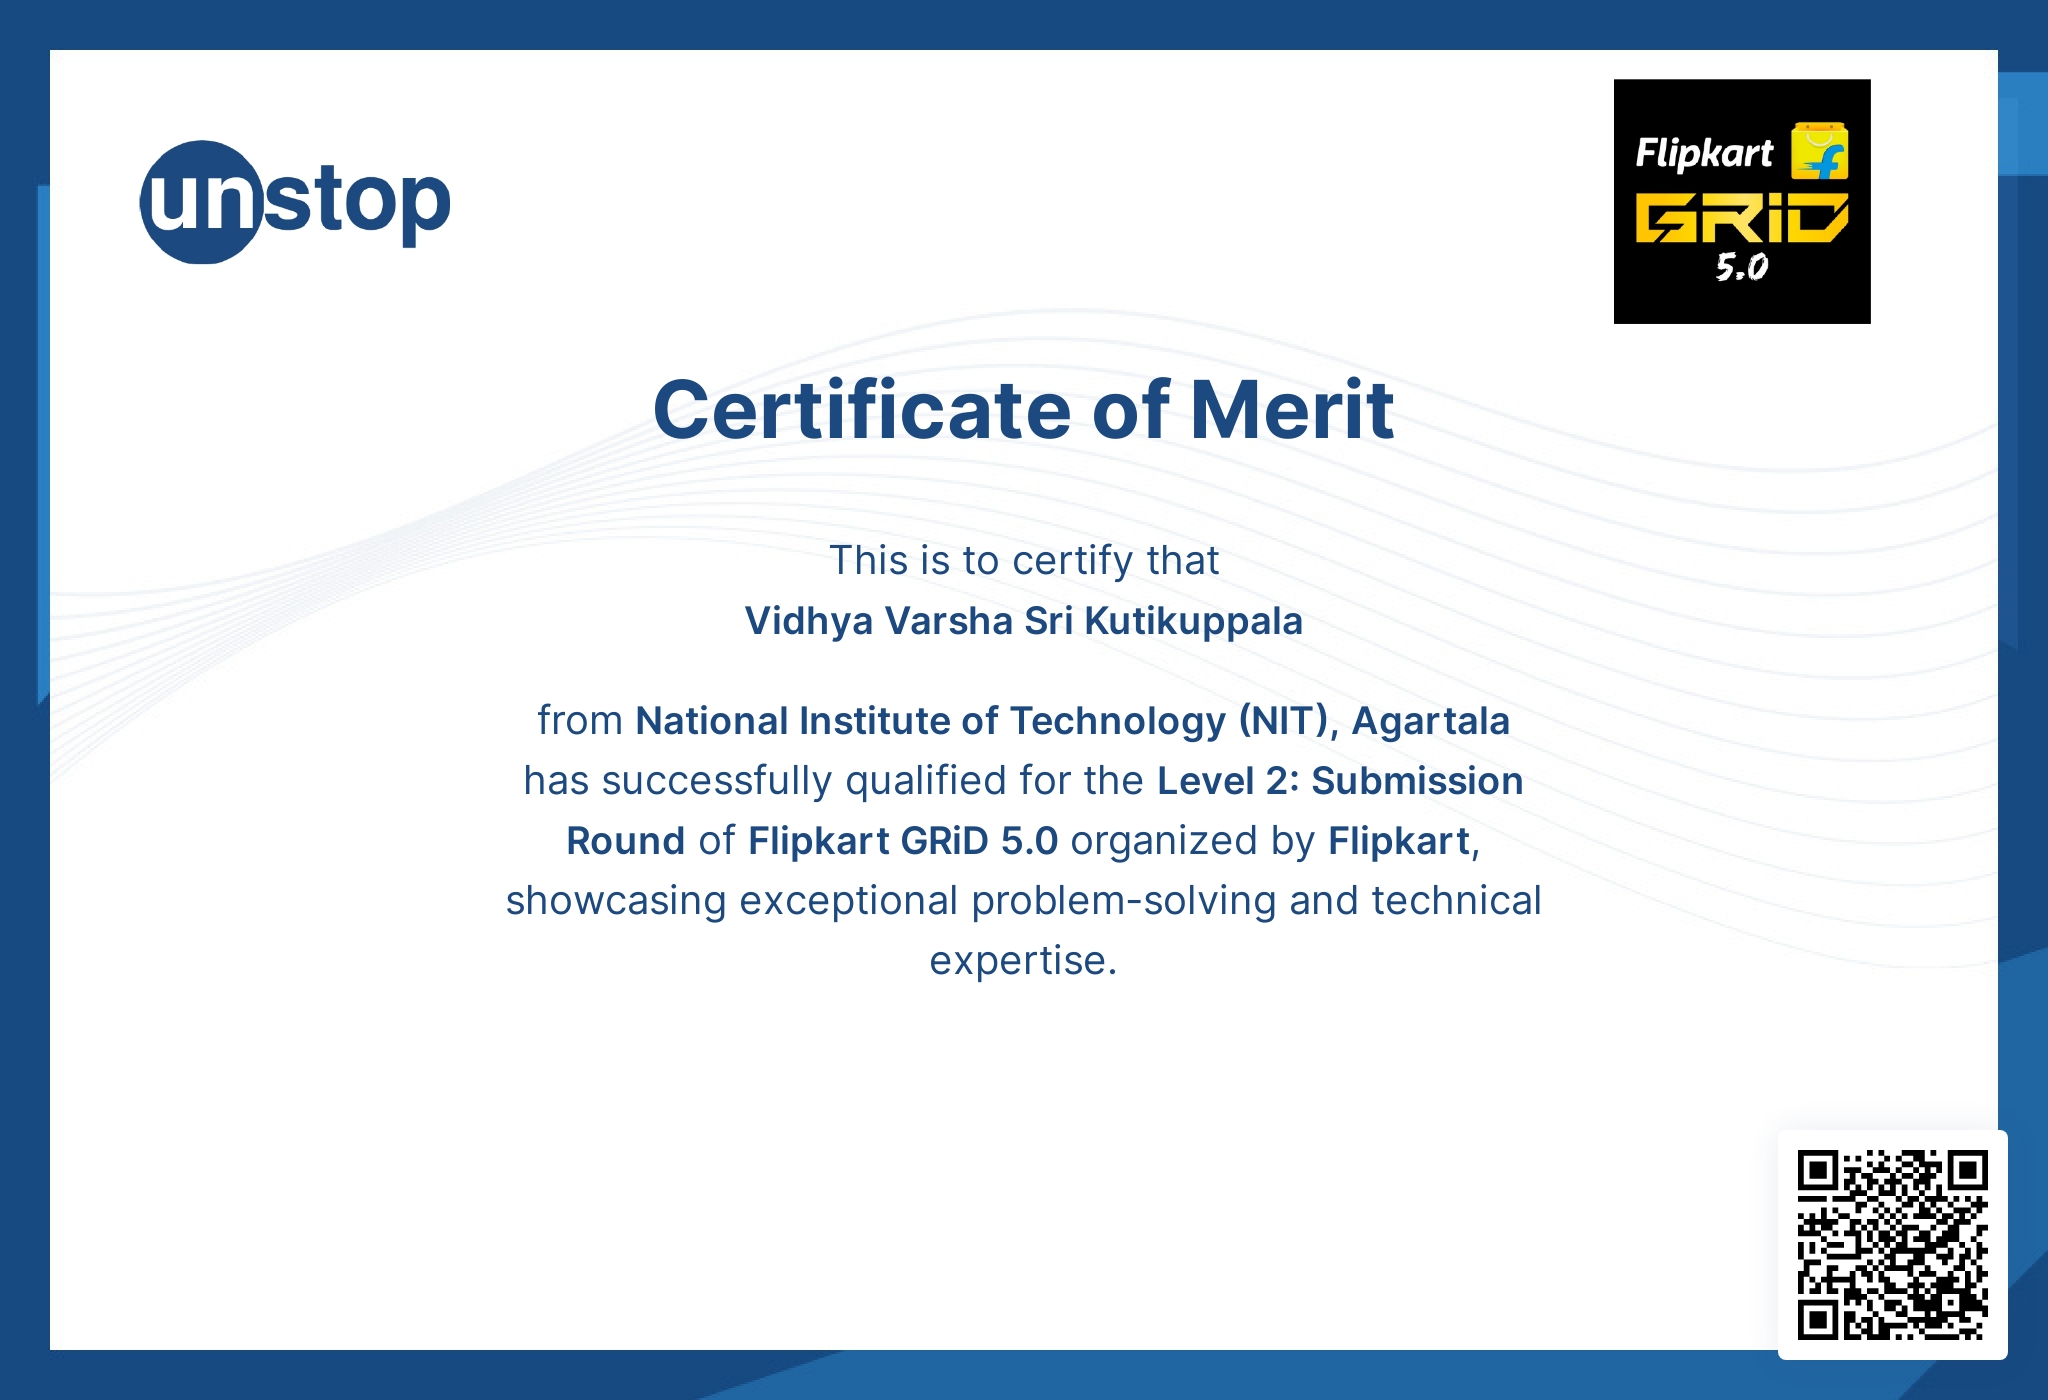 unstop
Flipkart
GRiD
5.0
Certificate of Merit
This is to certify that
Vidhya Varsha Sri Kutikuppala
from National Institute of Technology (NIT), Agartala
has successfully qualified for the Level 2: Submission
Round of Flipkart GRiD 5.0 organized by Flipkart,
showcasing exceptional problem-solving and technical
expertise.